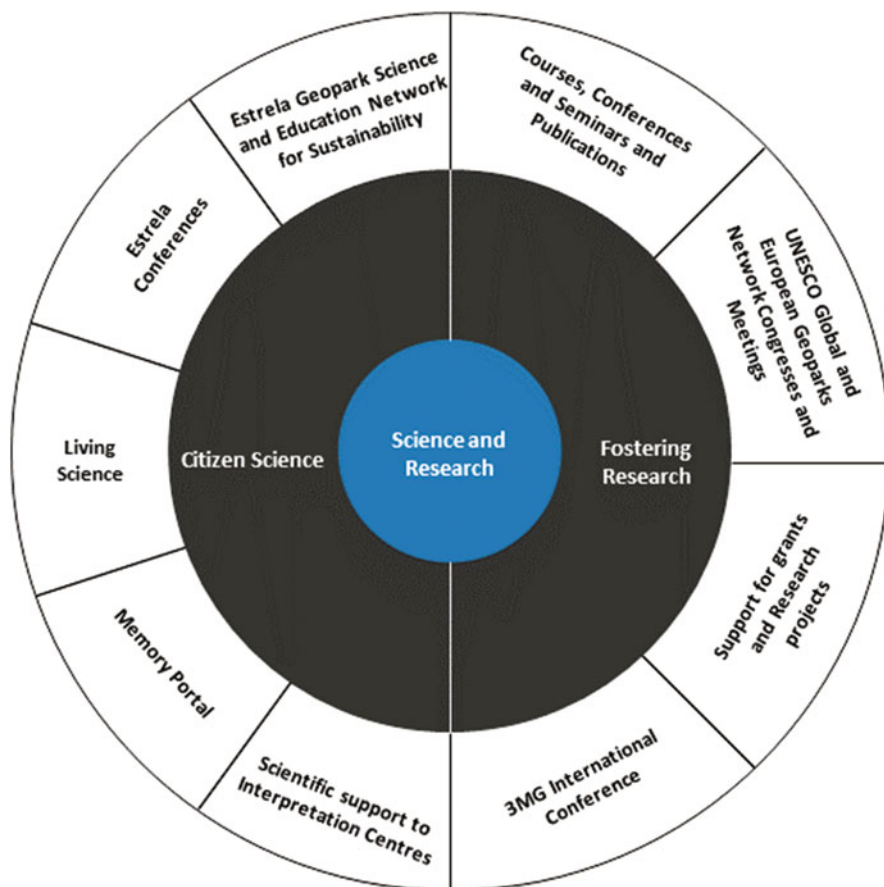 Science and
Research
Citizen Science
Fostering
Research
Courses, Conferences
and Seminars and
Publications
UNESCO Global and
European Geoparks
Network Congresses and
Meetings
Support for grants
and Research
projects
3MG International
Conference
Scientific support to
Interpretation Centres
Memory Portal
Living
Science
Estrela
Conferences
Estrela Geopark Science
and Education Network
for Sustainability